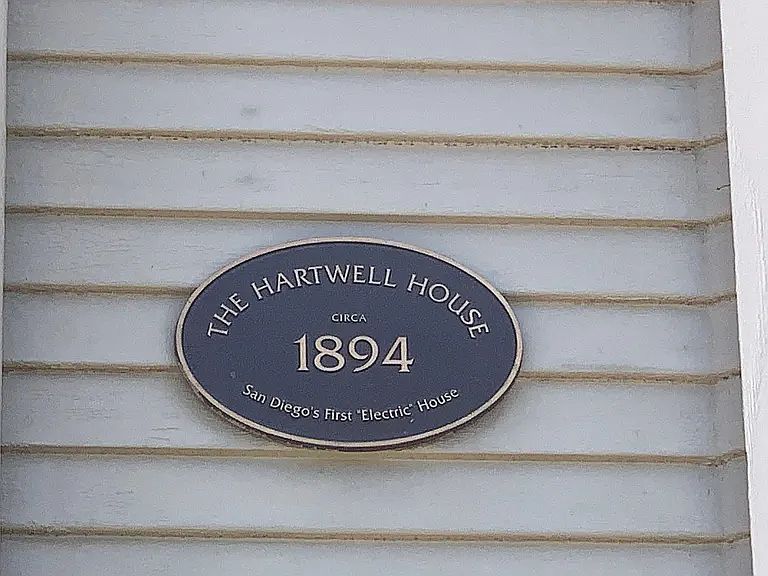 THE HARTWELL HOUSE
CIRCA
1894
San Diego's First "Electric" House